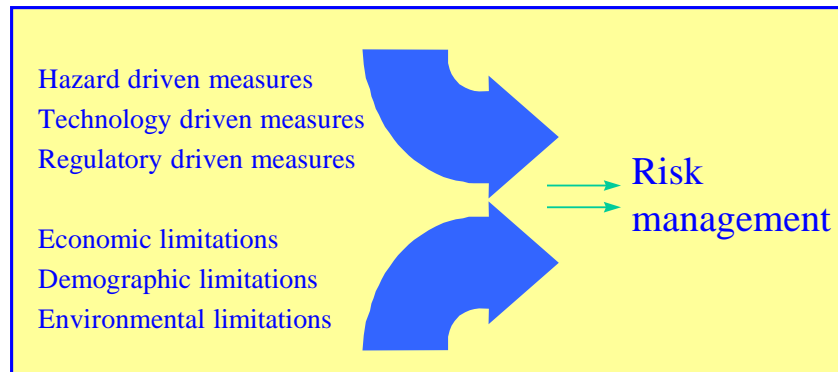 Hazard driven measures
Technology driven measures
Regulatory driven measures
Economic limitations
Demographic limitations
Environmental limitations
Risk
management